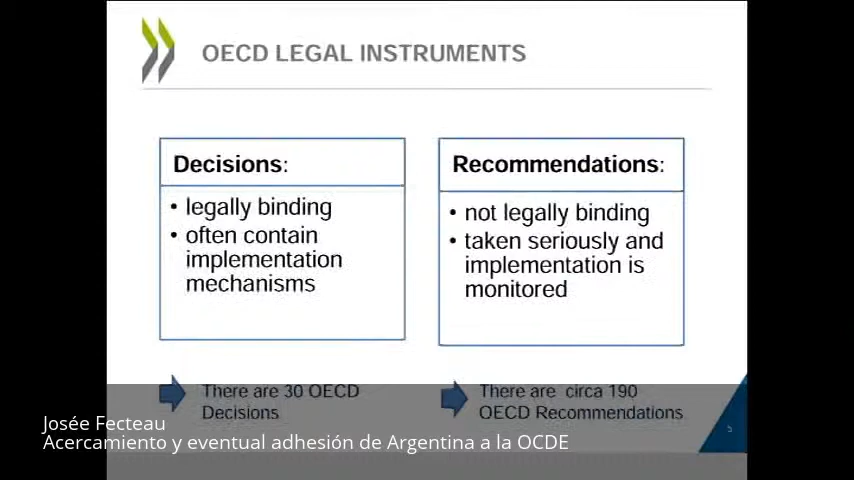 OECD LEGAL INSTRUMENTS
Decisions:
• legally binding
• often contain
implementation
mechanisms
Recommendations:
• not legally binding
• taken seriously and
implementation is
monitored
There are 30 OECD
Decisions
There are circa 190
OECD Recommendations
5
Josée Fecteau
Acercamiento y eventual adhesión de Argentina a la OCDE